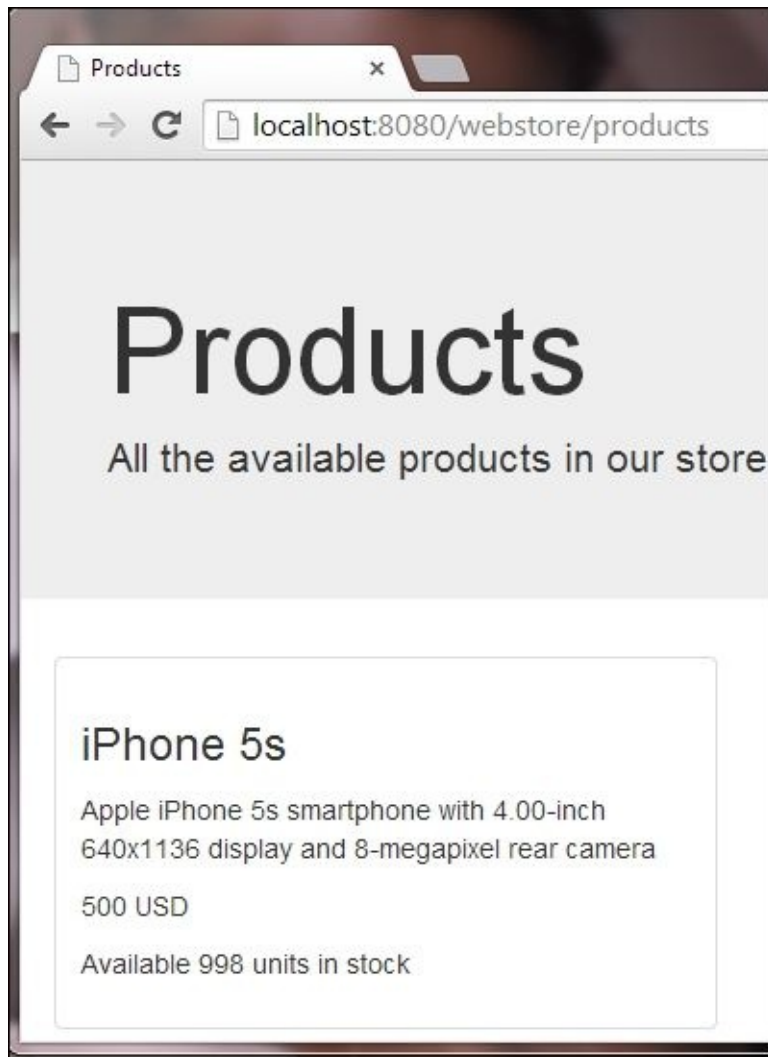 Products
localhost:8080/webstore/products
Products
All the available products in our store
iPhone 5s
Apple iPhone 5s smartphone with 4.00-inch
640x1136 display and 8-megapixel rear camera
500 USD
Available 998 units in stock